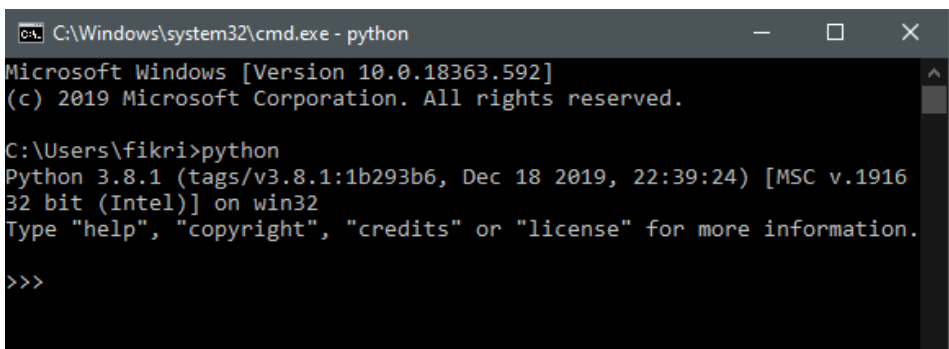 C:\Windows\system32\cmd.exe - python
Microsoft Windows [Version 10.0.18363.592]
(c) 2019 Microsoft Corporation. All rights reserved.
C:\Users\fikri>python
Python 3.8.1 (tags/v3.8.1:1b293b6, Dec 18 2019, 22:39:24) [MSC v.1916
32 bit (Intel)] on win32
Type "help", "copyright", "credits" or "license" for more information.
>>>